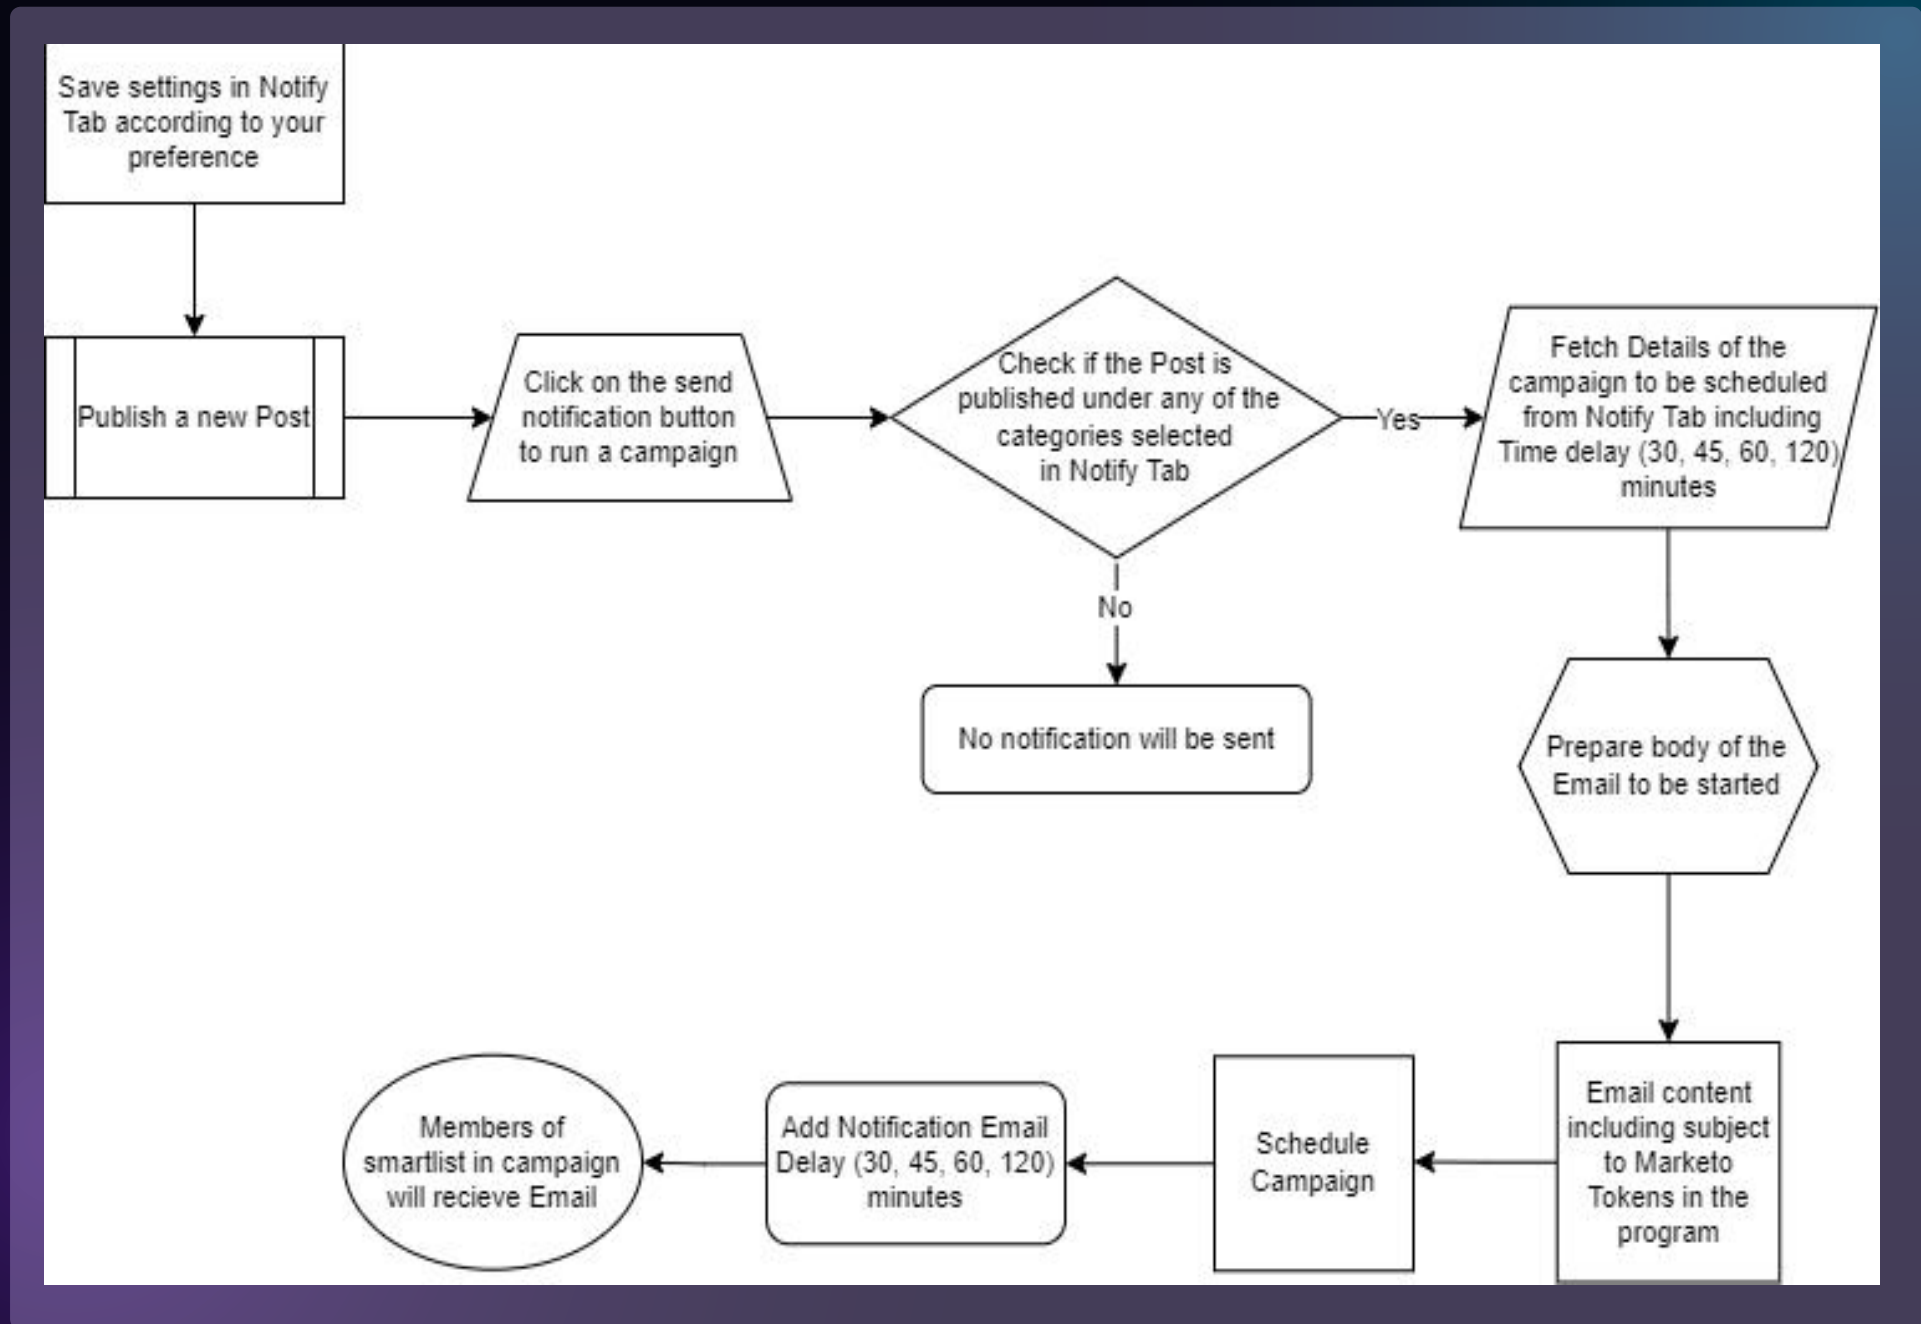 Save settings in Notify
Tab according to your
preference
Publish a new Post
Click on the send
notification button
to run a campaign
Check if the Post is
published under any of the
categories selected
in Notify Tab
Yes
Fetch Details of the
campaign to be scheduled
from Notify Tab including
Time delay (30, 45, 60, 120)
minutes
No
No notification will be sent
Prepare body of the
Email to be started
Email content
including subject
to Marketo
Tokens in the
program
Schedule
Campaign
Add Notification Email
Delay (30, 45, 60, 120)
minutes
Members of
smartlist in campaign
will recieve Email